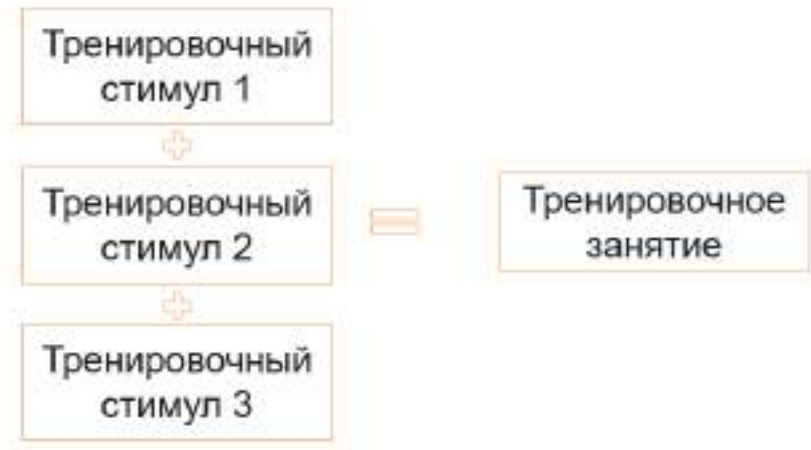 Тренировочный
стимул 1
Тренировочный
стимул 2
Тренировочное
занятие
Тренировочный
стимул 3